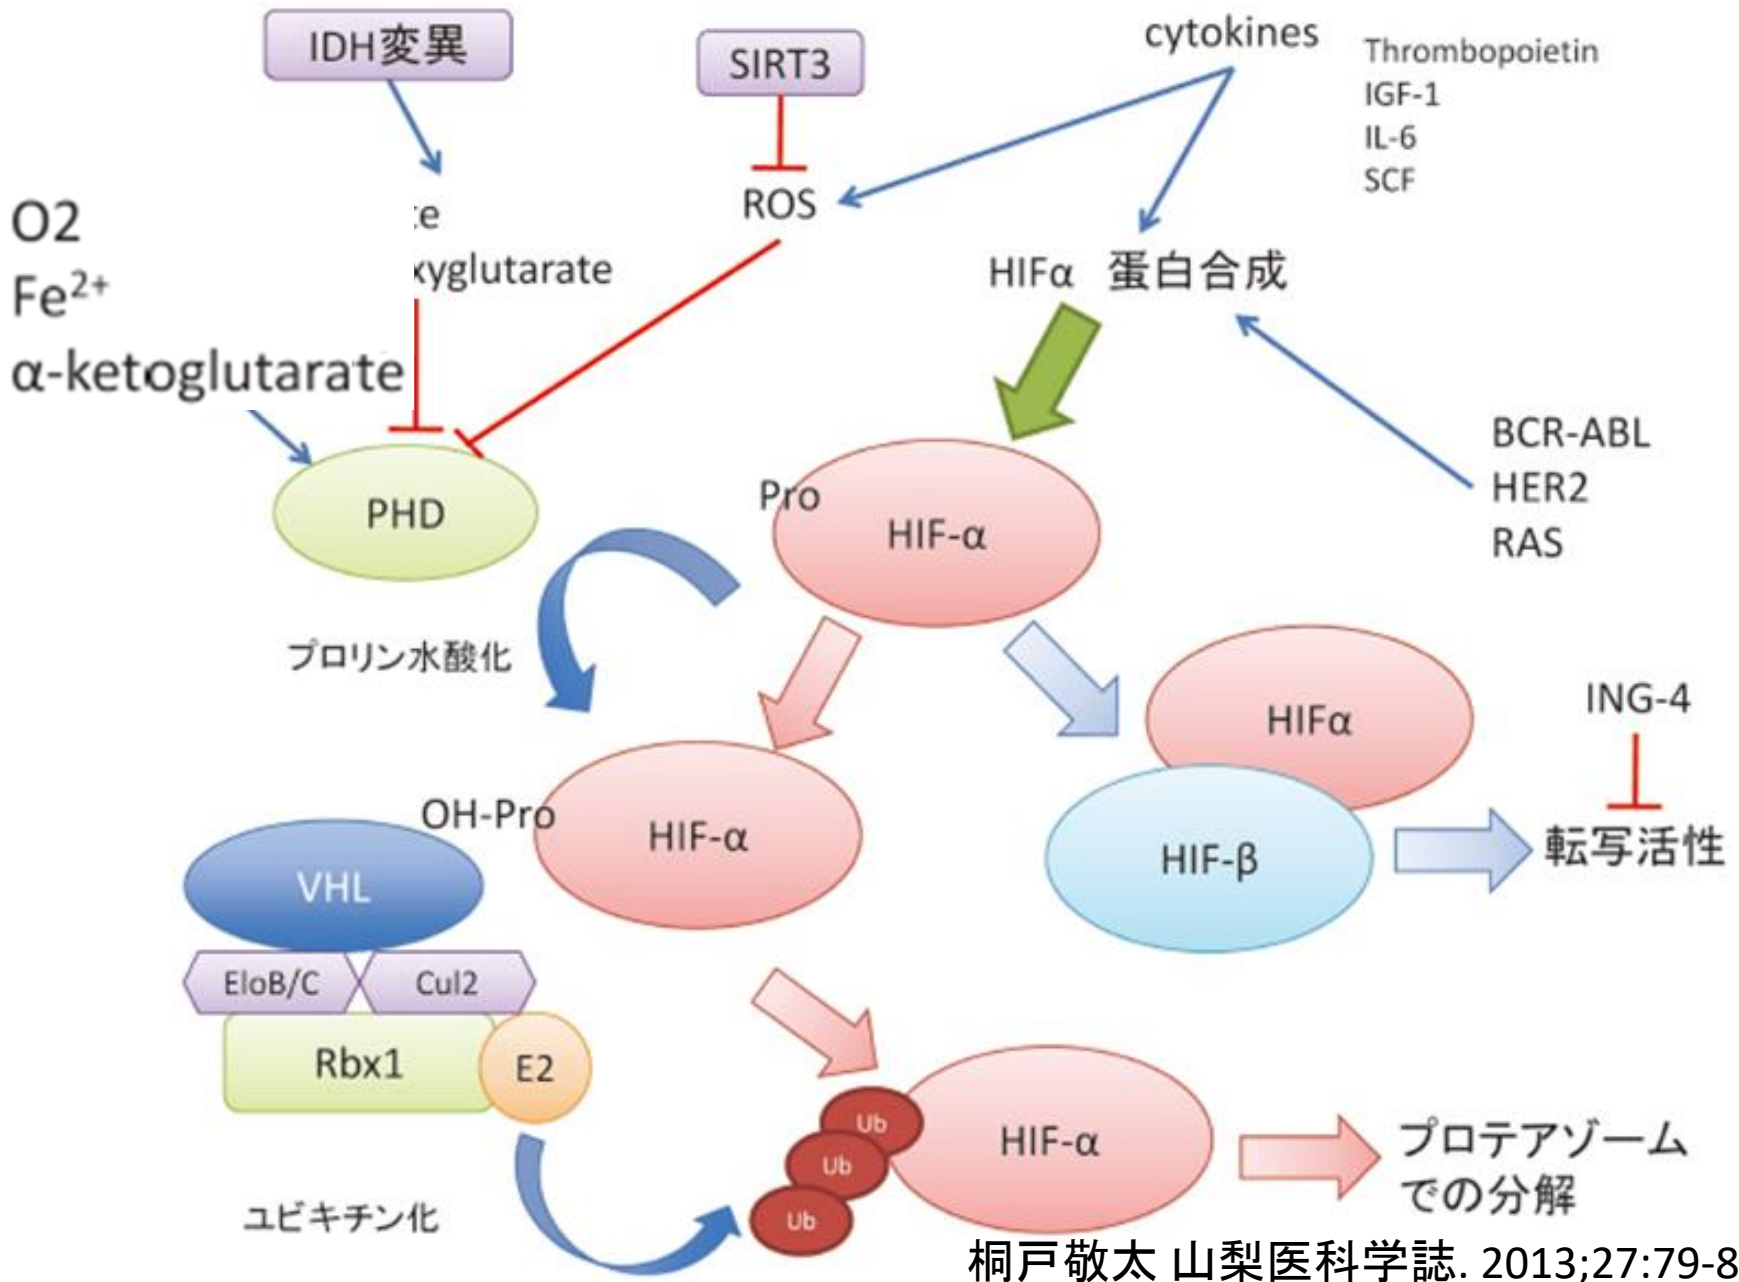 IDH変異
SIRT3
cytokines
Thrombopoietin
IGF-1
IL-6
SCF
O2
Fe²⁺
α-ketoglutarate
xyglutarate
ROS
HIFα 蛋白合成
BCR-ABL
HER2
RAS
PHD
Pro
HIF-α
プロリン水酸化
HIFα
HIF-β
ING-4
転写活性
OH-Pro
HIF-α
VHL
EloB/C
Cul2
Rbx1
E2
ユビキチン化
Ub
Ub
Ub
HIF-α
プロテアゾーム
での分解
桐戸敬太 山梨医科学誌. 2013;27:79-8